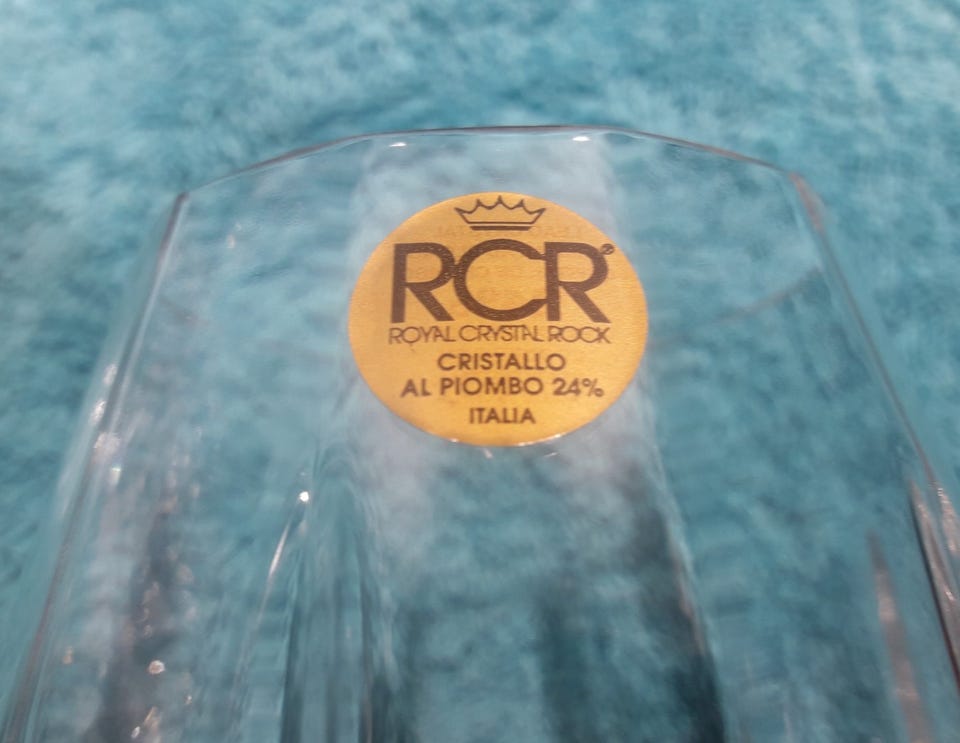 RCR®
ROYAL CRYSTAL ROCK
CRISTALLO
AL PIOMBO 24%
ITALIA